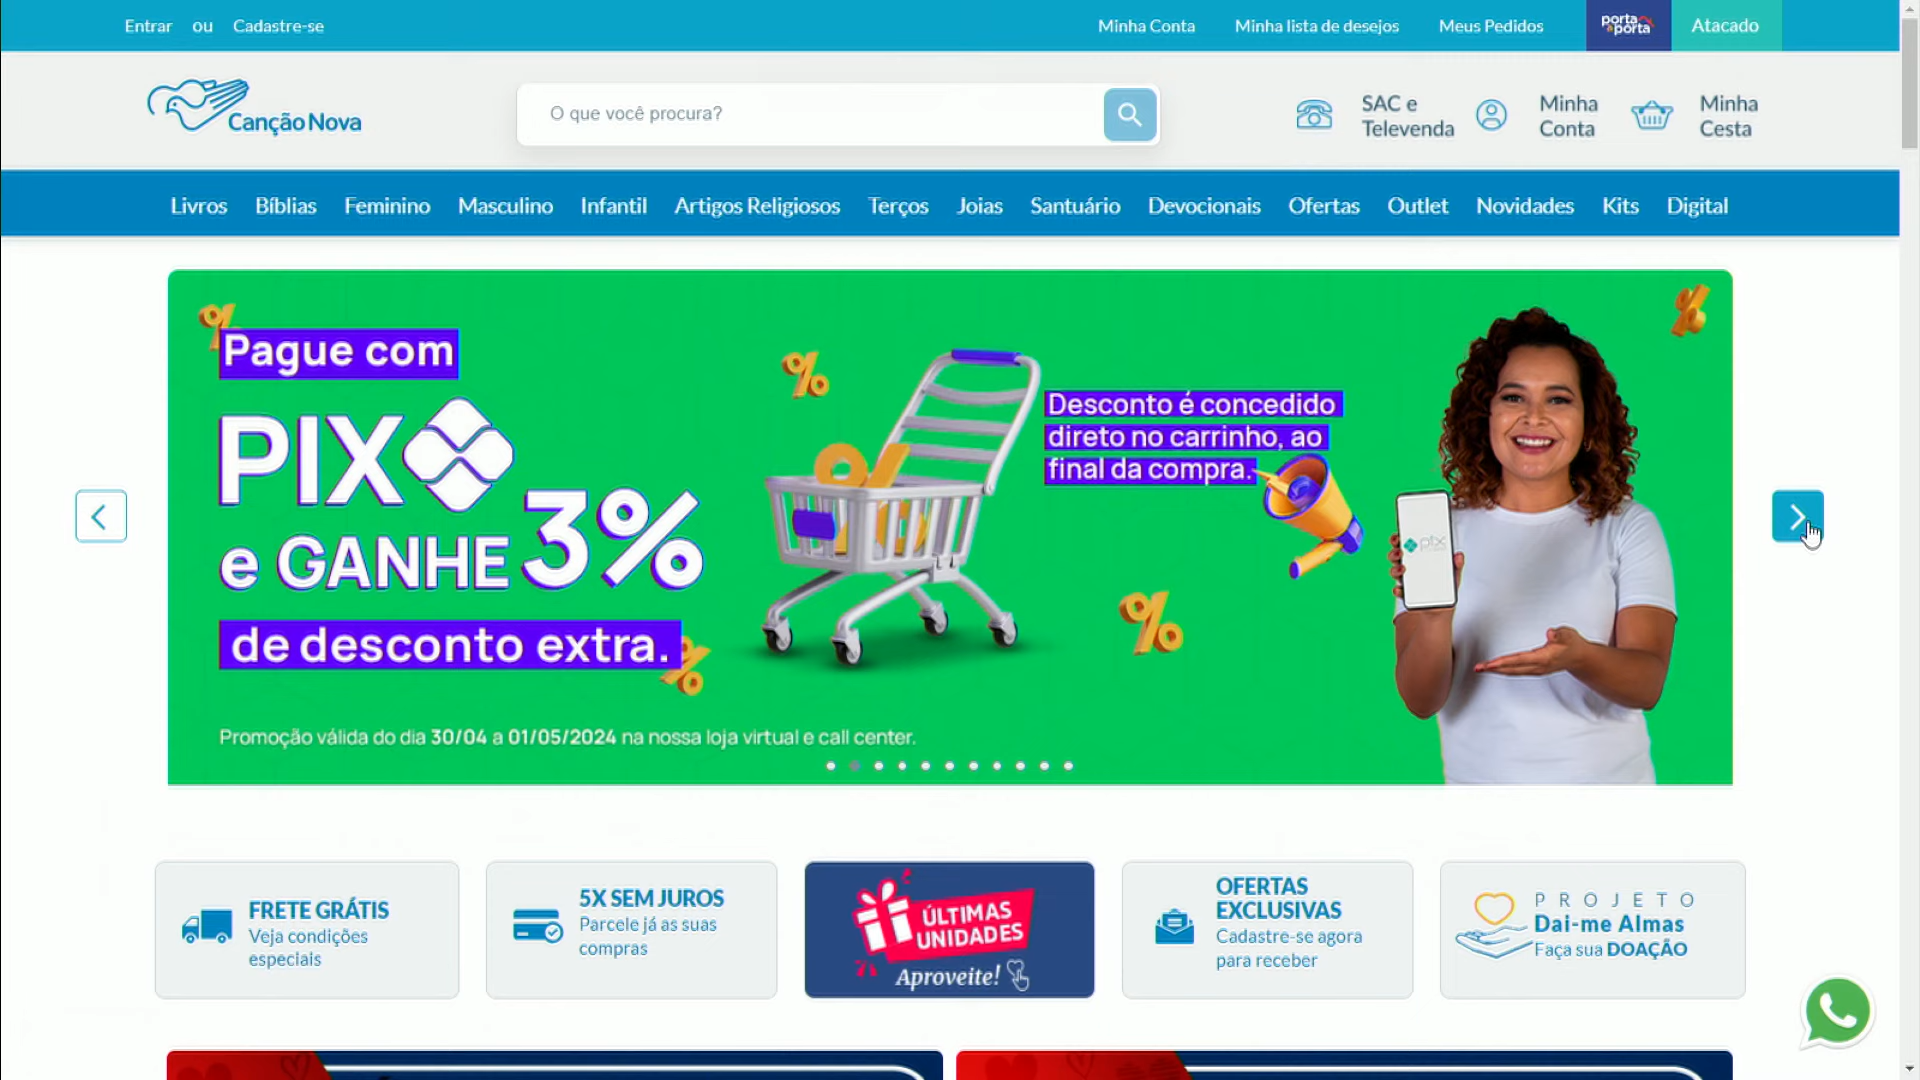 Entrar ou Cadastre-se
Minha Conta
Minha lista de desejos
Meus Pedidos
porta a porta
Atacado
Canção Nova
O que você procura?
SAC e
Televenda
Minha
Conta
Minha
Cesta
Livros Bíblias Feminino Masculino Infantil Artigos Religiosos Terços Joias Santuário Devocionais Ofertas Outlet Novidades Kits Digital
Pague com
PIX
e GANHE 3%
de desconto extra.
Desconto é concedido
direto no carrinho, ao
final da compra.
pix
Promoção válida do dia 30/04 a 01/05/2024 na nossa loja virtual e call center.
FRETE GRÁTIS
Veja condições
especiais
5X SEM JUROS
Parcele já as suas
compras
ÚLTIMAS
UNIDADES
Aproveite!
OFERTAS
EXCLUSIVAS
Cadastre-se agora
para receber
PROJETO
Dai-me Almas
Faça sua DOAÇÃO